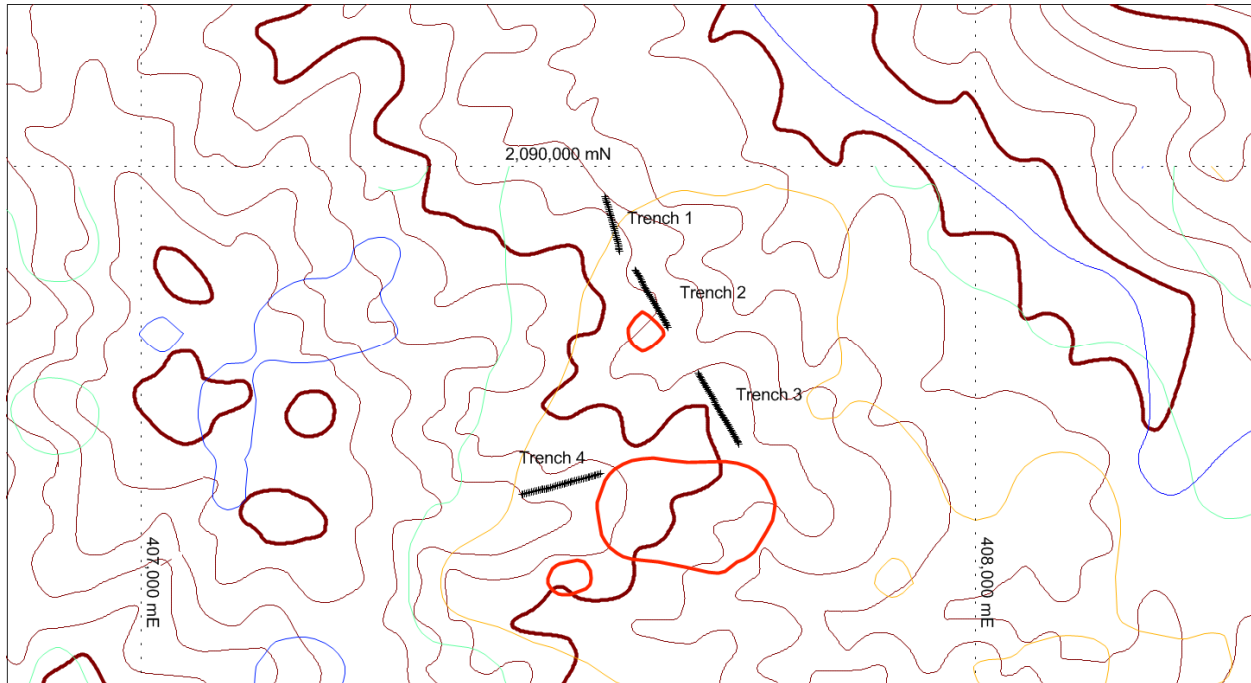 2,090,000 mN
Trench 1
Trench 2
Trench 3
Trench 4
407,000 mE
408,000 mE